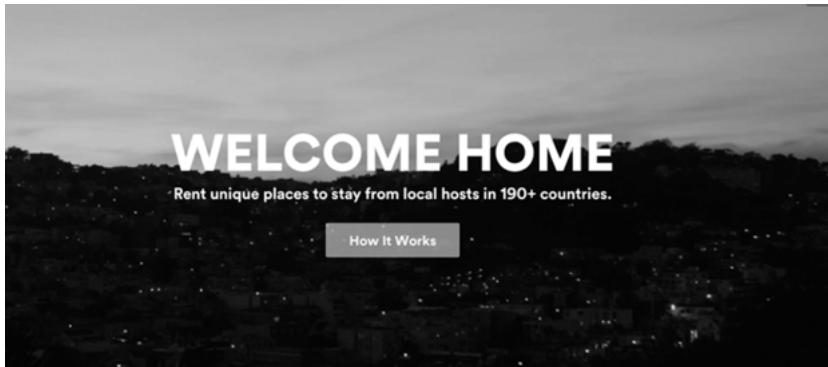 WELCOME HOME
Rent unique places to stay from local hosts in 190+ countries.
How It Works